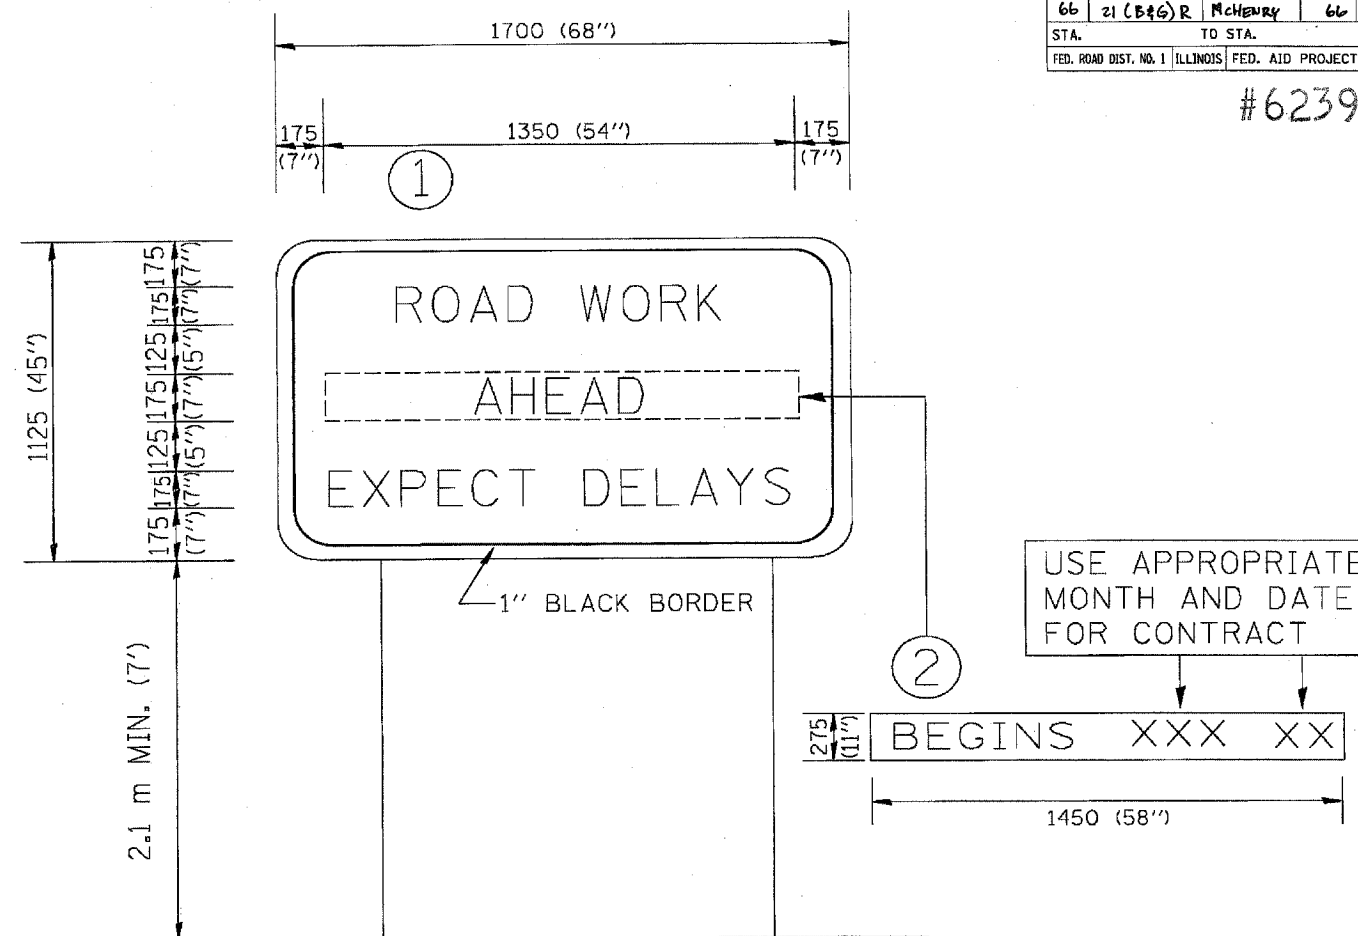 66 21 (B&G) R McHENRY 66
STA. TO STA.
FED. ROAD DIST. NO. 1 ILLINOIS FED. AID PROJECT
#6239
1700 (68")
175 (7")
1350 (54")
175 (7")
1
1125 (45")
175 (7")
175 (7")
125 (5")
175 (7")
125 (5")
175 (7")
175 (7")
ROAD WORK
AHEAD
EXPECT DELAYS
1" BLACK BORDER
2.1 m MIN. (7')
2
USE APPROPRIATE
MONTH AND DATE
FOR CONTRACT
275 (11")
BEGINS XXX XX
1450 (58")